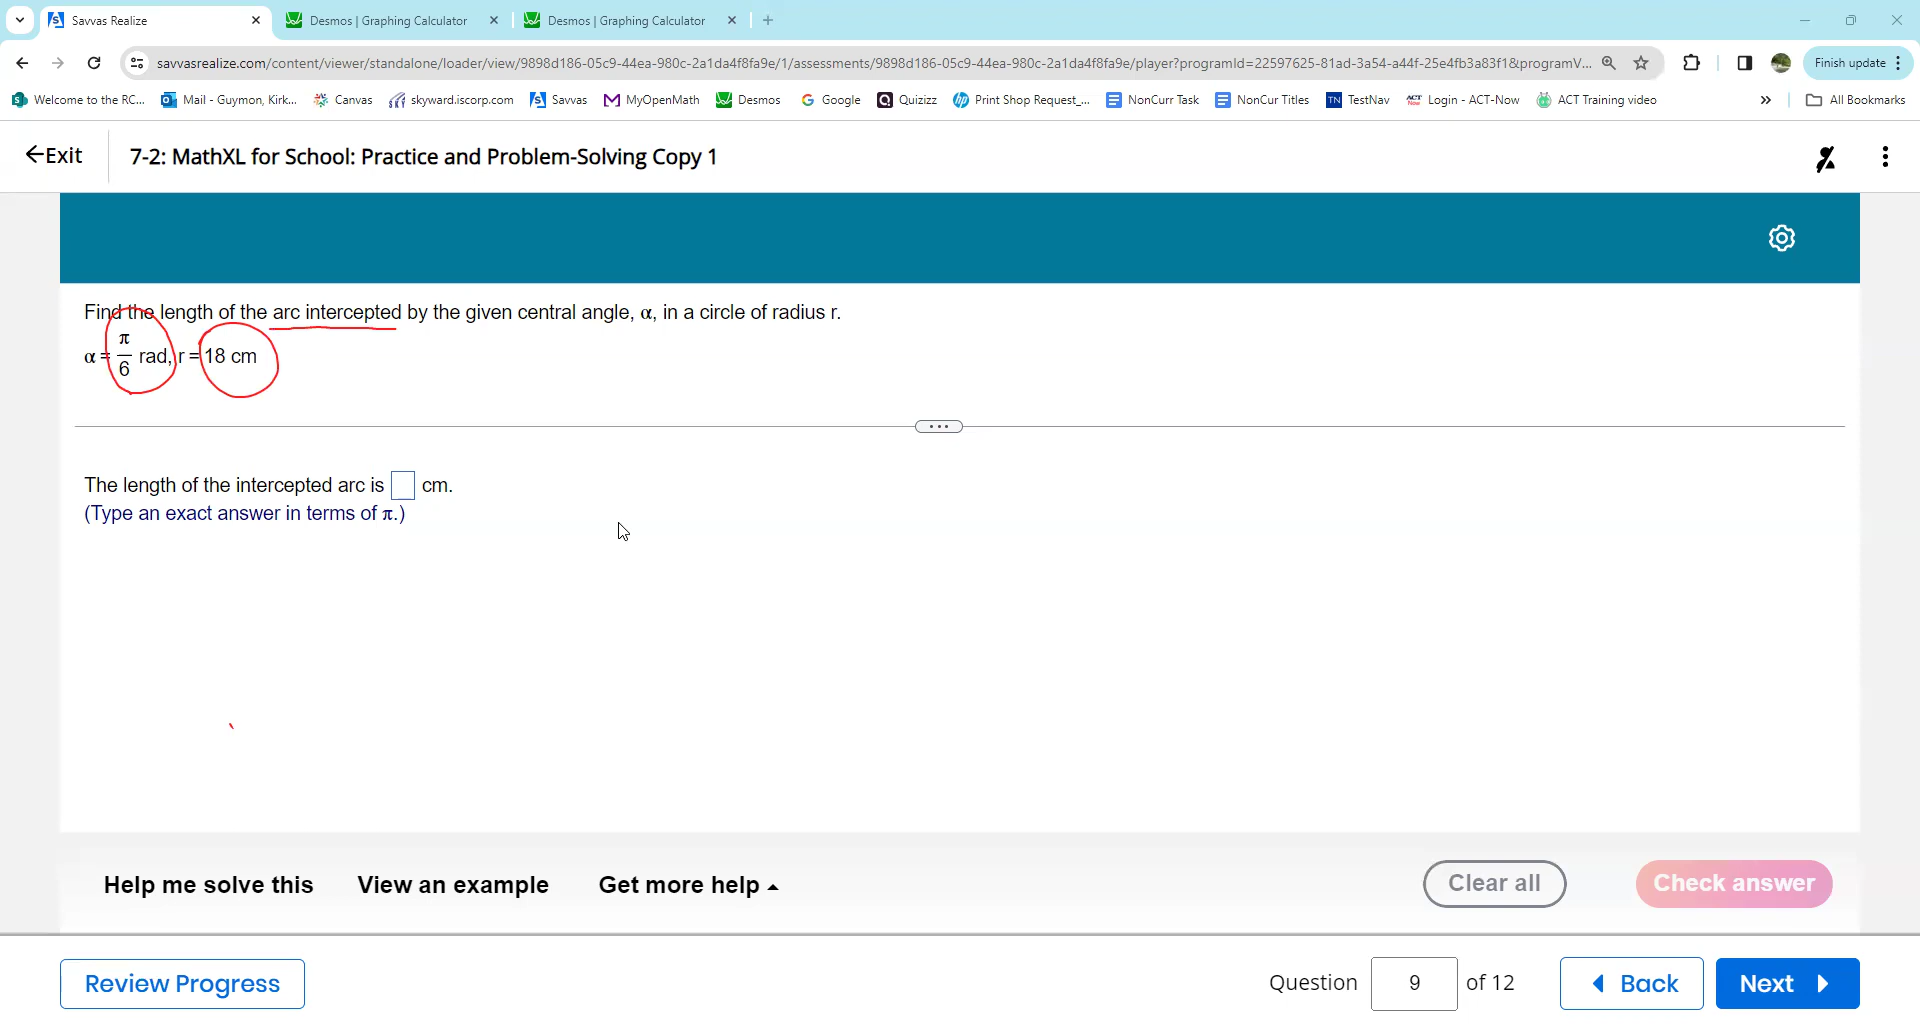 Savvas Realize
Desmos | Graphing Calculator
Desmos | Graphing Calculator
savvasrealize.com/content/viewer/standalone/loader/view/9898d186-05c9-44ea-980c-2a1da4f8fa9e/1/assessments/9898d186-05c9-44ea-980c-2a1da4f8fa9e/player?programId=22597625-81ad-3a54-a44f-25e4fb3a83f1&programV...
Finish update
Welcome to the RC... Mail - Guymon, Kirk... Canvas skyward.iscorp.com Savvas MyOpenMath Desmos Google Quizizz Print Shop Request_... NonCurr Task NonCur Titles TestNav Login - ACT-Now ACT Training video » All Bookmarks
←Exit 7-2: MathXL for School: Practice and Problem-Solving Copy 1
Find the length of the arc intercepted by the given central angle, α, in a circle of radius r.
α = π/6 rad, r = 18 cm
The length of the intercepted arc is cm.
(Type an exact answer in terms of π.)
Help me solve this View an example Get more help Clear all Check answer
Review Progress Question 9 of 12 Back Next